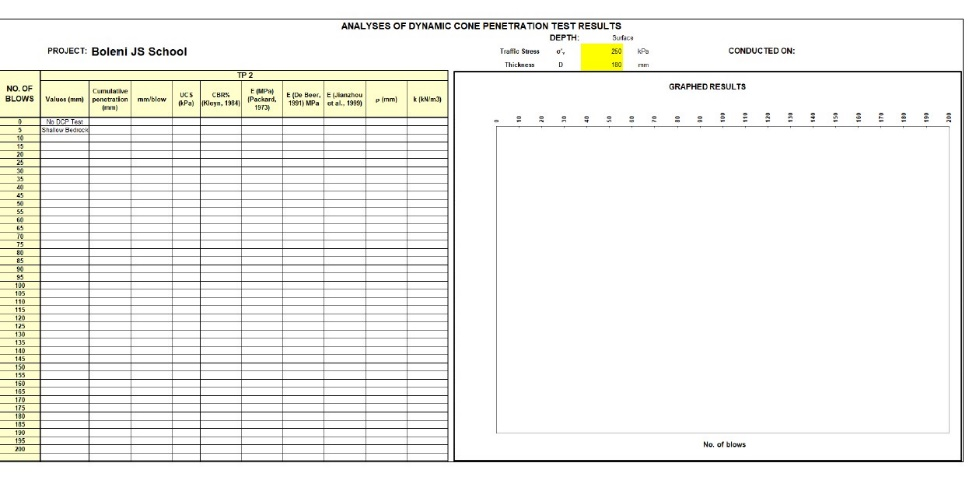 ANALYSES OF DYNAMIC CONE PENETRATION TEST RESULTS
DEPTH: Surface
PROJECT: Boleni JS School
Traffic Stress σ'v 250 kPa
CONDUCTED ON:
Thickness D 180 mm
TP 2
NO. OF BLOWS
Values (mm)
Cumulative penetration (mm)
mm/blow
UCS (kPa)
CBR% (Kleyn, 1984)
E (MPa) (Packard, 1973)
E (De Beer, 1991) MPa
E (Jianzhou et al., 1999)
ρ (mm)
k (kN/m3)
GRAPHED RESULTS
0 10 20 30 40 50 60 70 80 90 100 110 120 130 140 150 160 170 180 190 200
0 No DCP Test
5 Shallow Bedrock
10
15
20
25
30
35
40
45
50
55
60
65
70
75
80
85
90
95
100
105
110
115
120
125
130
135
140
145
150
155
160
165
170
175
180
185
190
195
200
No. of blows